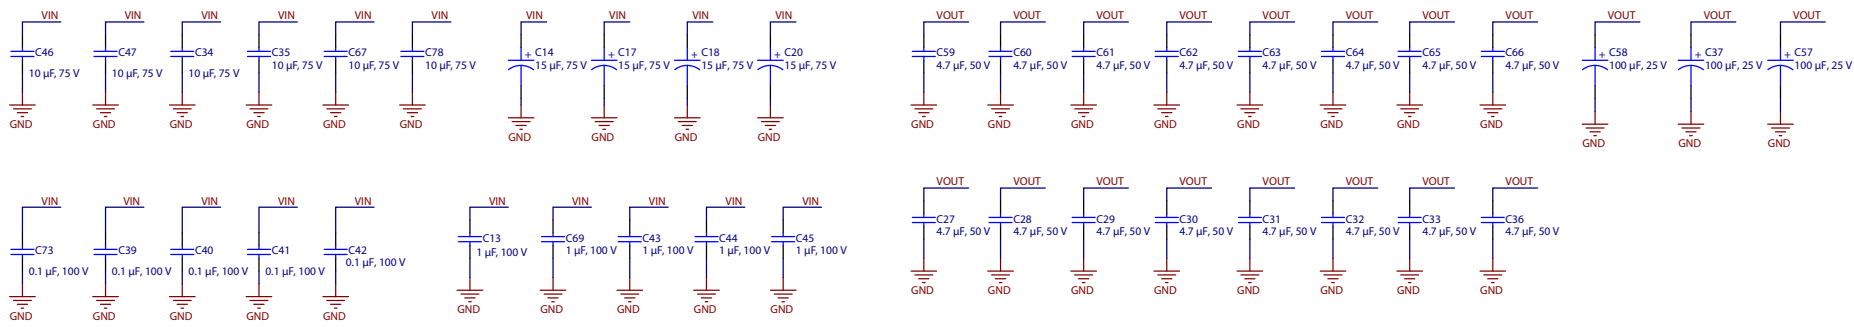 VIN VIN VIN VIN VIN VIN VIN VIN VIN VIN VOUT VOUT VOUT VOUT VOUT VOUT VOUT VOUT VOUT VOUT VOUT
C46 C47 C34 C35 C67 C78 + C14 + C17 + C18 + C20 C59 C60 C61 C62 C63 C64 C65 C66 + C58 + C37 + C57
10 µF, 75 V 10 µF, 75 V 10 µF, 75 V 10 µF, 75 V 10 µF, 75 V 10 µF, 75 V 15 µF, 75 V 15 µF, 75 V 15 µF, 75 V 15 µF, 75 V 4.7 µF, 50 V 4.7 µF, 50 V 4.7 µF, 50 V 4.7 µF, 50 V 4.7 µF, 50 V 4.7 µF, 50 V 4.7 µF, 50 V 4.7 µF, 50 V 100 µF, 25 V 100 µF, 25 V 100 µF, 25 V
GND GND GND GND GND GND GND GND GND GND GND GND GND GND GND GND GND GND GND GND GND
VIN VIN VIN VIN VIN VIN VIN VIN VIN VIN VOUT VOUT VOUT VOUT VOUT VOUT VOUT VOUT
C73 C39 C40 C41 C42 C13 C69 C43 C44 C45 C27 C28 C29 C30 C31 C32 C33 C36
0.1 µF, 100 V 0.1 µF, 100 V 0.1 µF, 100 V 0.1 µF, 100 V 0.1 µF, 100 V 1 µF, 100 V 1 µF, 100 V 1 µF, 100 V 1 µF, 100 V 1 µF, 100 V 4.7 µF, 50 V 4.7 µF, 50 V 4.7 µF, 50 V 4.7 µF, 50 V 4.7 µF, 50 V 4.7 µF, 50 V 4.7 µF, 50 V 4.7 µF, 50 V
GND GND GND GND GND GND GND GND GND GND GND GND GND GND GND GND GND GND